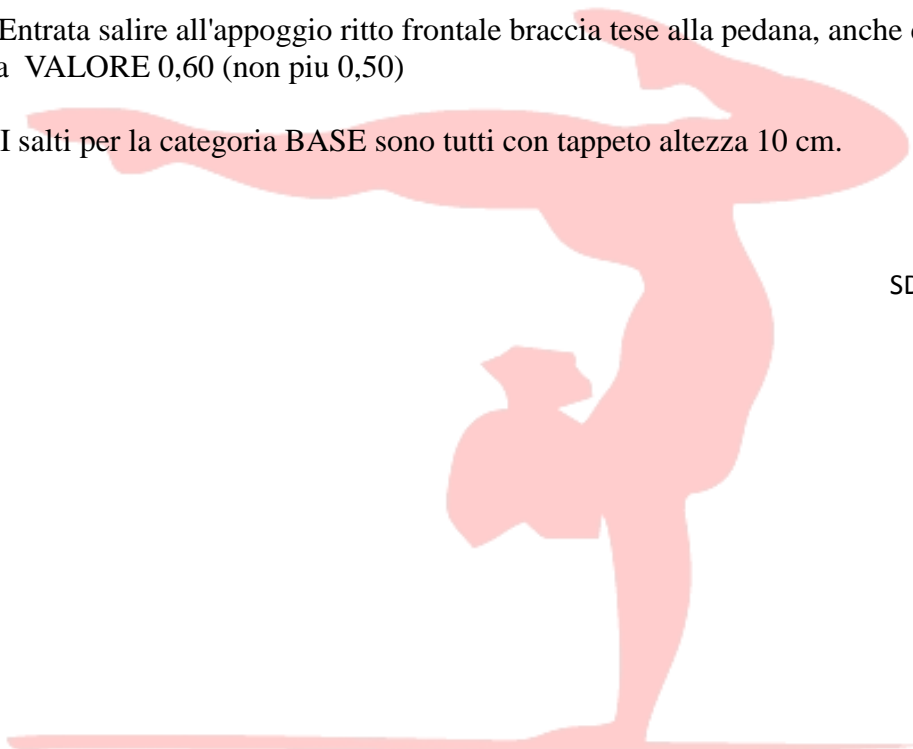 Entrata salire all'appoggio ritto frontale braccia tese alla pedana, anche
a VALORE 0,60 (non piu 0,50)
I salti per la categoria BASE sono tutti con tappeto altezza 10 cm.
SD